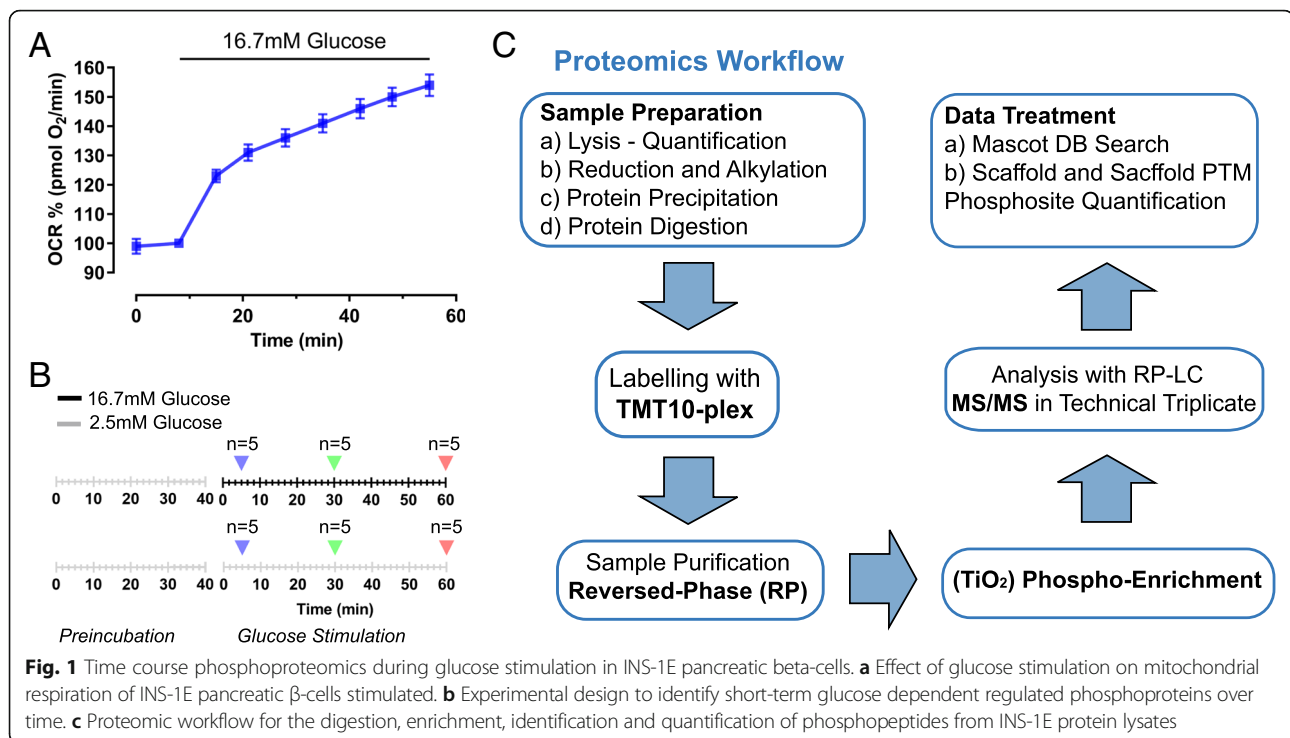 A
16.7mM Glucose
160
150
140
130
120
110
100
90
OCR % (pmol O₂/min)
0 20 40 60
Time (min)
B
16.7mM Glucose
2.5mM Glucose
n=5 n=5 n=5
0 10 20 30 40 0 10 20 30 40 50 60
n=5 n=5 n=5
0 10 20 30 40 0 10 20 30 40 50 60
Time (min)
Preincubation Glucose Stimulation
C
Proteomics Workflow
Sample Preparation
a) Lysis - Quantification
b) Reduction and Alkylation
c) Protein Precipitation
d) Protein Digestion
Labelling with
TMT10-plex
Sample Purification
Reversed-Phase (RP)
(TiO₂) Phospho-Enrichment
Analysis with RP-LC
MS/MS in Technical Triplicate
Data Treatment
a) Mascot DB Search
b) Scaffold and Sacffold PTM
Phosphosite Quantification
Fig. 1 Time course phosphoproteomics during glucose stimulation in INS-1E pancreatic beta-cells. a Effect of glucose stimulation on mitochondrial
respiration of INS-1E pancreatic β-cells stimulated. b Experimental design to identify short-term glucose dependent regulated phosphoproteins over
time. c Proteomic workflow for the digestion, enrichment, identification and quantification of phosphopeptides from INS-1E protein lysates